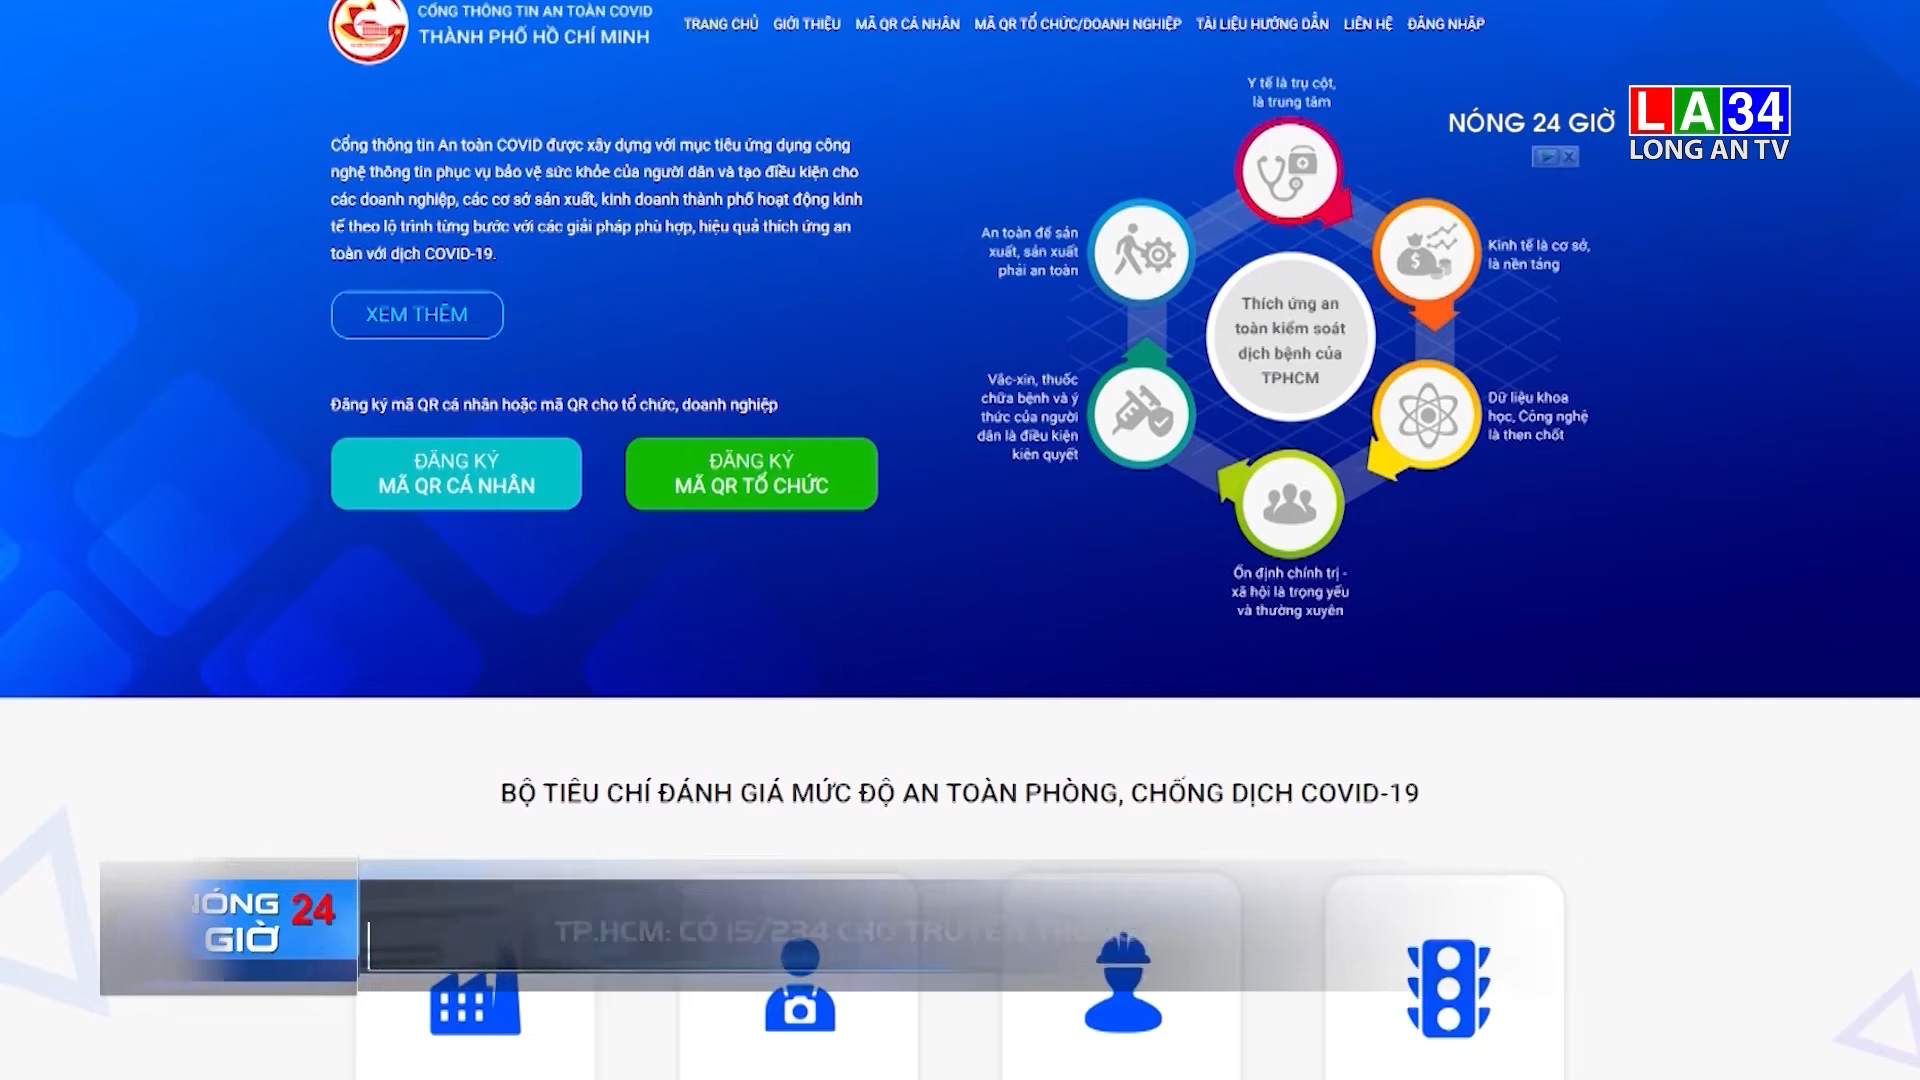 CỔNG THÔNG TIN AN TOÀN COVID
THÀNH PHỐ HỒ CHÍ MINH
TRANG CHỦ GIỚI THIỆU MÃ QR CÁ NHÂN MÃ QR TỔ CHỨC/DOANH NGHIỆP TÀI LIỆU HƯỚNG DẪN LIÊN HỆ ĐĂNG NHẬP
NÓNG 24 GIỜ
LA34
LONG AN TV
Cổng thông tin An toàn COVID được xây dựng với mục tiêu ứng dụng công
nghệ thông tin phục vụ bảo vệ sức khỏe của người dân và tạo điều kiện cho
các doanh nghiệp, các cơ sở sản xuất, kinh doanh thành phố hoạt động kinh
tế theo lộ trình từng bước với các giải pháp phù hợp, hiệu quả thích ứng an
toàn với dịch COVID-19.
XEM THÊM
Đăng ký mã QR cá nhân hoặc mã QR cho tổ chức, doanh nghiệp
ĐĂNG KÝ
MÃ QR CÁ NHÂN
ĐĂNG KÝ
MÃ QR TỔ CHỨC
Y tế là trụ cột,
là trung tâm
An toàn để sản
xuất, sản xuất
phải an toàn
Kinh tế là cơ sở,
là nền tảng
Thích ứng an
toàn kiểm soát
dịch bệnh của
TPHCM
Vắc-xin, thuốc
chữa bệnh và ý
thức của người
dân là điều kiện
kiên quyết
Dữ liệu khoa
học, Công nghệ
là then chốt
Ổn định chính trị -
xã hội là trọng yếu
và thường xuyên
BỘ TIÊU CHÍ ĐÁNH GIÁ MỨC ĐỘ AN TOÀN PHÒNG, CHỐNG DỊCH COVID-19
NÓNG 24
GIỜ
TP.HCM: CÓ 15/234 CHỢ TRUYỀN